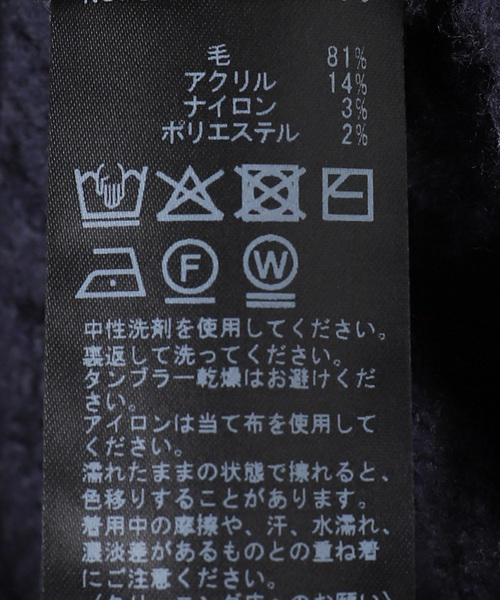 毛 81%
アクリル 14%
ナイロン 3%
ポリエステル 2%
F W
中性洗剤を使用してください。
裏返して洗ってください。
タンブラー乾燥はお避けくだ
さい。
アイロンは当て布を使用して
ください。
濡れたままの状態で擦れると、
色移りすることがあります。
着用中の摩擦や、汗、水濡れ、
濃淡差があるものとの重ね着
にご注意ください。